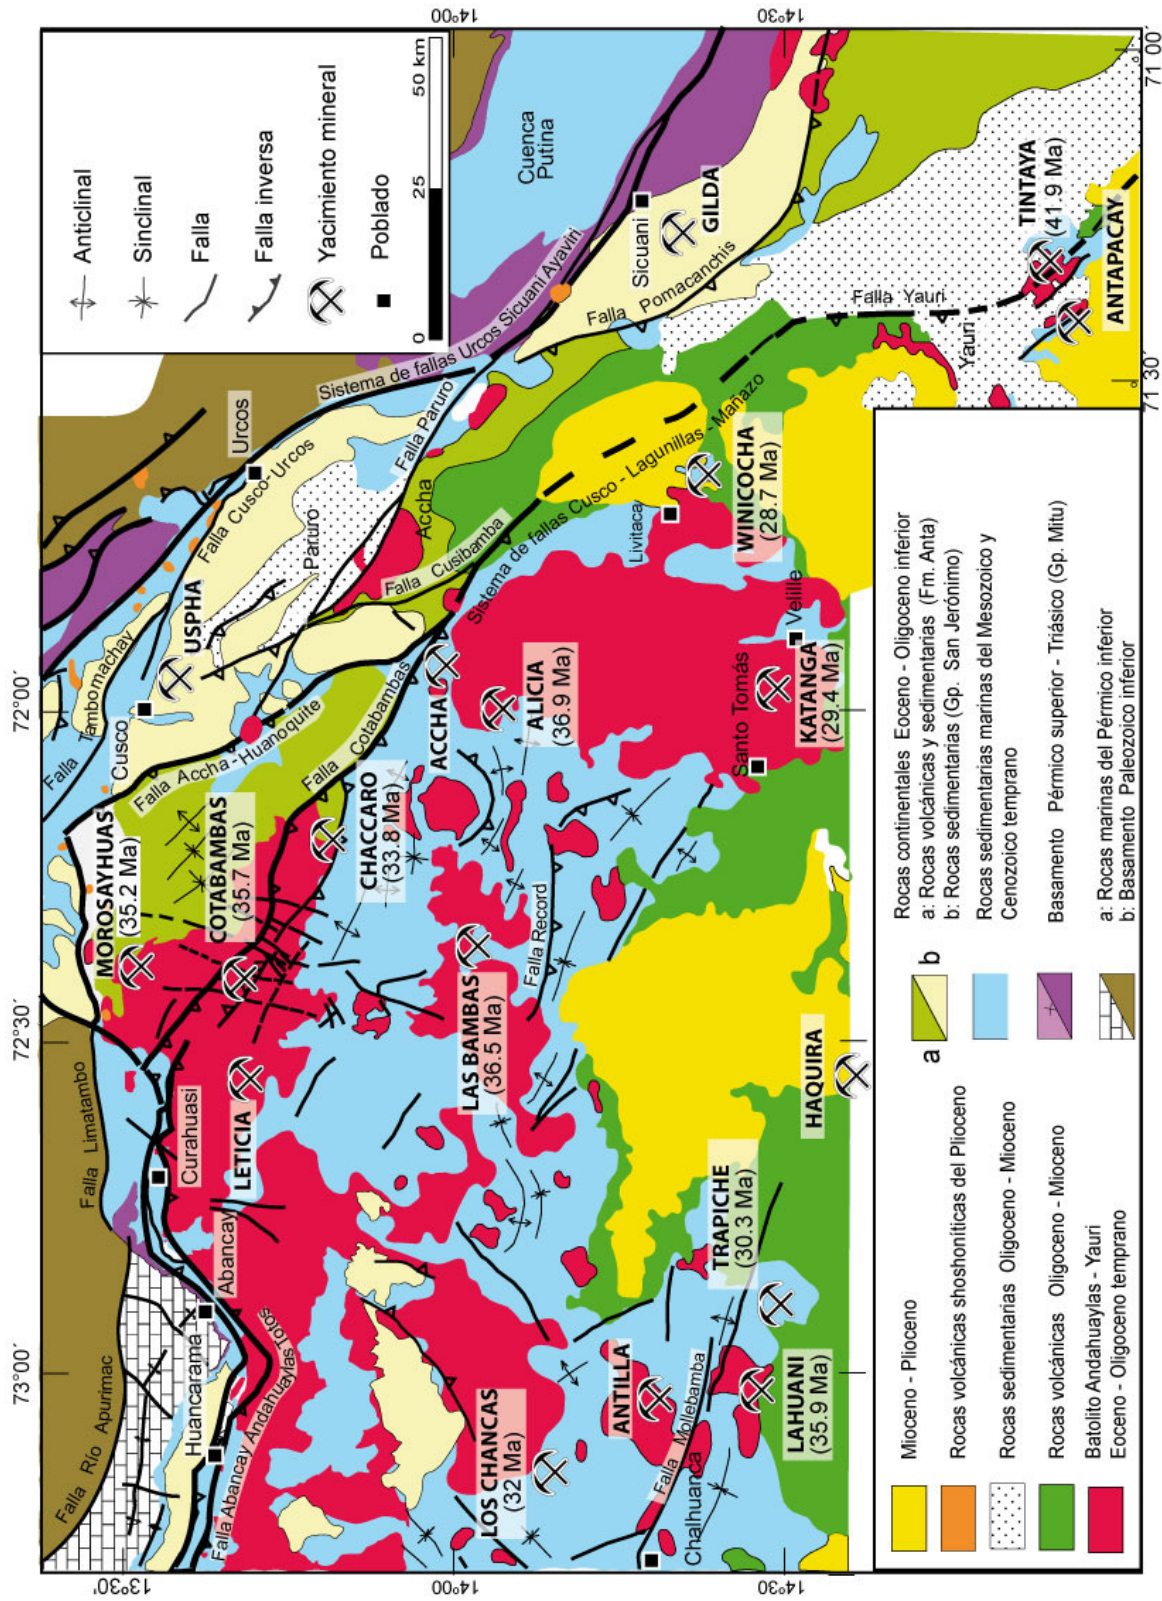 72°30'
73°00'
72°00'
71°30'
71°00'
13°30'
14°00'
14°30'
14°00'
14°30'
Anticlinal
Sinclinal
Falla
Falla inversa
Yacimiento mineral
Poblado
0
25
50 km
Falla Río Apurimac
Falla Limatambo
Huancarama
Abancay
Curahuasi
Falla Abancay Andahuaylas Totos
LETICIA
MOROSAYHUAS
(35.2 Ma)
COTABAMBAS
(35.7 Ma)
Cusco
Falla Tambomachay
USPHA
Falla Accha - Huanoquite
Falla Cotabambas
CHACCARO
(33.8 Ma)
ACCHA
ALICIA
(36.9 Ma)
Urcos
Falla Cusco-Urcos
Paruro
Falla Paruro
Accha
Falla Cusibamba
Sistema de fallas Urcos Sicuani Ayaviri
Sistema de fallas Cusco - Lagunillas - Mañazo
Cuenca
Putina
Sicuani
GILDA
Falla Pomacanchis
Falla Yauri
Yauri
TINTAYA
(41.9 Ma)
ANTAPACAY
Livitaca
WINICOCHA
(28.7 Ma)
Velille
Santo Tomás
KATANGA
(29.4 Ma)
LAS BAMBAS
(36.5 Ma)
Falla Record
HAQUIRA
TRAPICHE
(30.3 Ma)
LOS CHANCAS
(32 Ma)
ANTILLA
LAHUANI
(35.9 Ma)
Falla Mollebamba
Chalhuanca
Mioceno - Plioceno
Rocas volcánicas shoshoníticas del Plioceno
Rocas sedimentarias Oligoceno - Mioceno
Rocas volcánicas Oligoceno - Mioceno
Batolito Andahuaylas - Yauri
Eoceno - Oligoceno temprano
a
b
Rocas continentales Eoceno - Oligoceno inferior
a: Rocas volcánicas y sedimentarias (Fm. Anta)
b: Rocas sedimentarias (Gp. San Jerónimo)
Rocas sedimentarias marinas del Mesozoico y
Cenozoico temprano
Basamento Pérmico superior - Triásico (Gp. Mitu)
a: Rocas marinas del Pérmico inferior
b: Basamento Paleozoico inferior